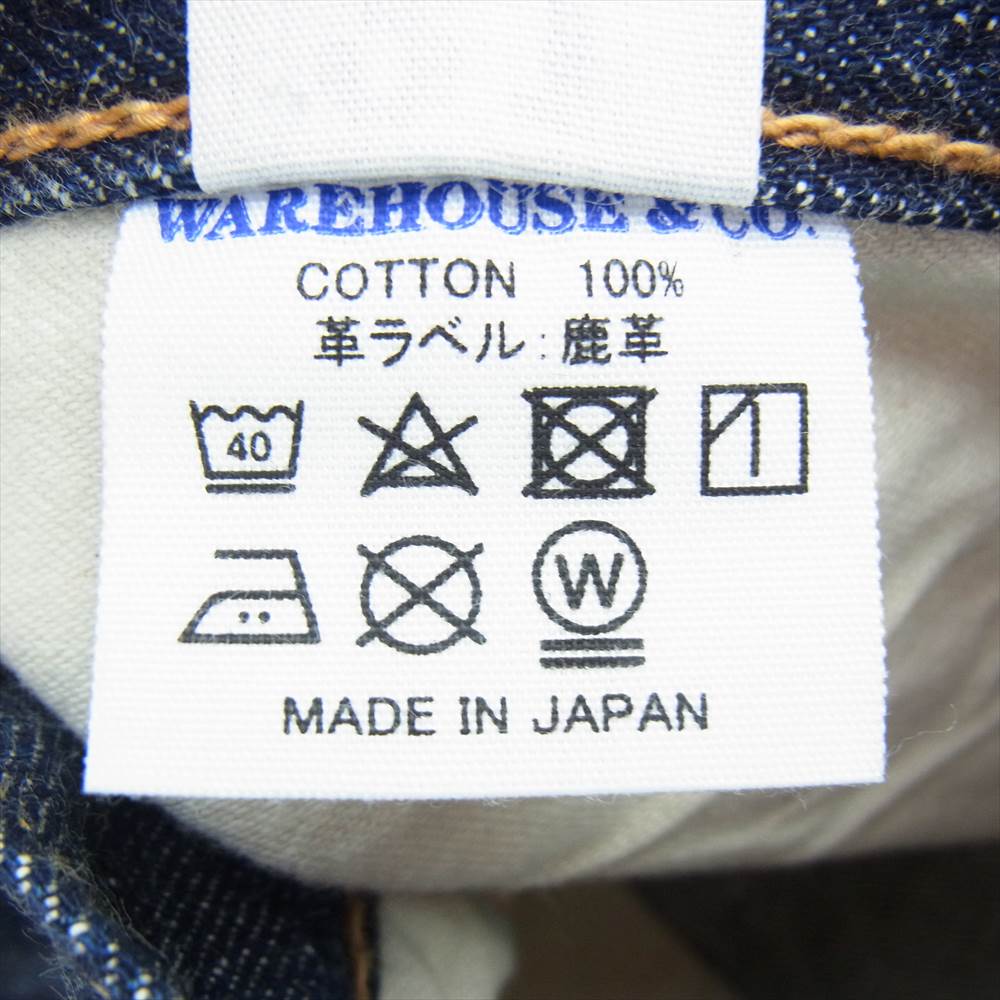 WAREHOUSE & CO.
COTTON 100%
革ラベル:鹿革
40
W
MADE IN JAPAN